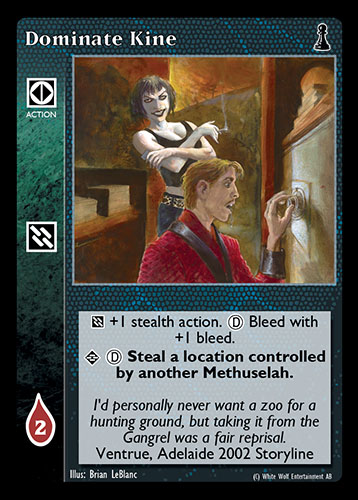 Dominate Kine
ACTION
+1 stealth action. D Bleed with
+1 bleed.
D Steal a location controlled
by another Methuselah.
I'd personally never want a zoo for a
hunting ground, but taking it from the
Gangrel was a fair reprisal.
Ventrue, Adelaide 2002 Storyline
2
Illus: Brian LeBlanc
(C) White Wolf Entertainment AB